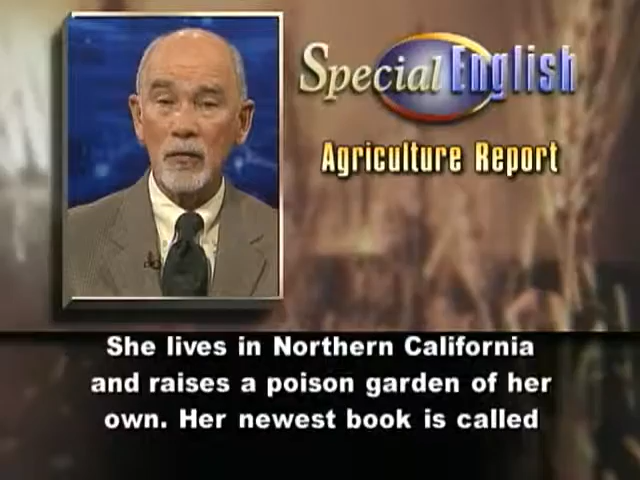 Special English
Agriculture Report
She lives in Northern California
and raises a poison garden of her
own. Her newest book is called